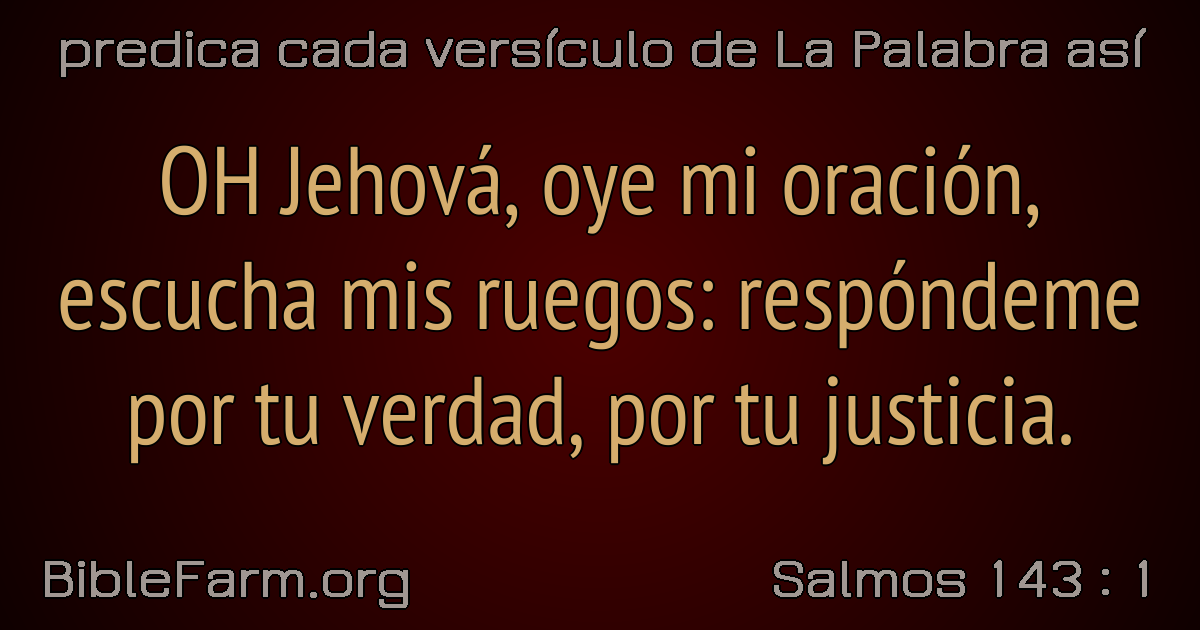 predica cada versículo de La Palabra así
OH Jehová, oye mi oración,
escucha mis ruegos: respóndeme
por tu verdad, por tu justicia.
BibleFarm.org
Salmos 143 : 1